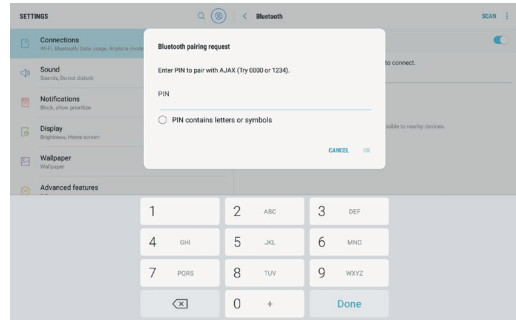 SETTINGS
Bluetooth
SCAN
Connections
Wi-Fi, Bluetooth, Data usage, Airplane mode
Sound
Sounds, Do not disturb
Notifications
Block, allow, prioritize
Display
Brightness, Home screen
Wallpaper
Wallpaper
Advanced features
to connect.
visible to nearby devices.
Bluetooth pairing request
Enter PIN to pair with AJAX (Try 0000 or 1234).
PIN
PIN contains letters or symbols
CANCEL OK
1
2 ABC
3 DEF
4 GHI
5 JKL
6 MNO
7 PQRS
8 TUV
9 WXYZ
0 +
Done